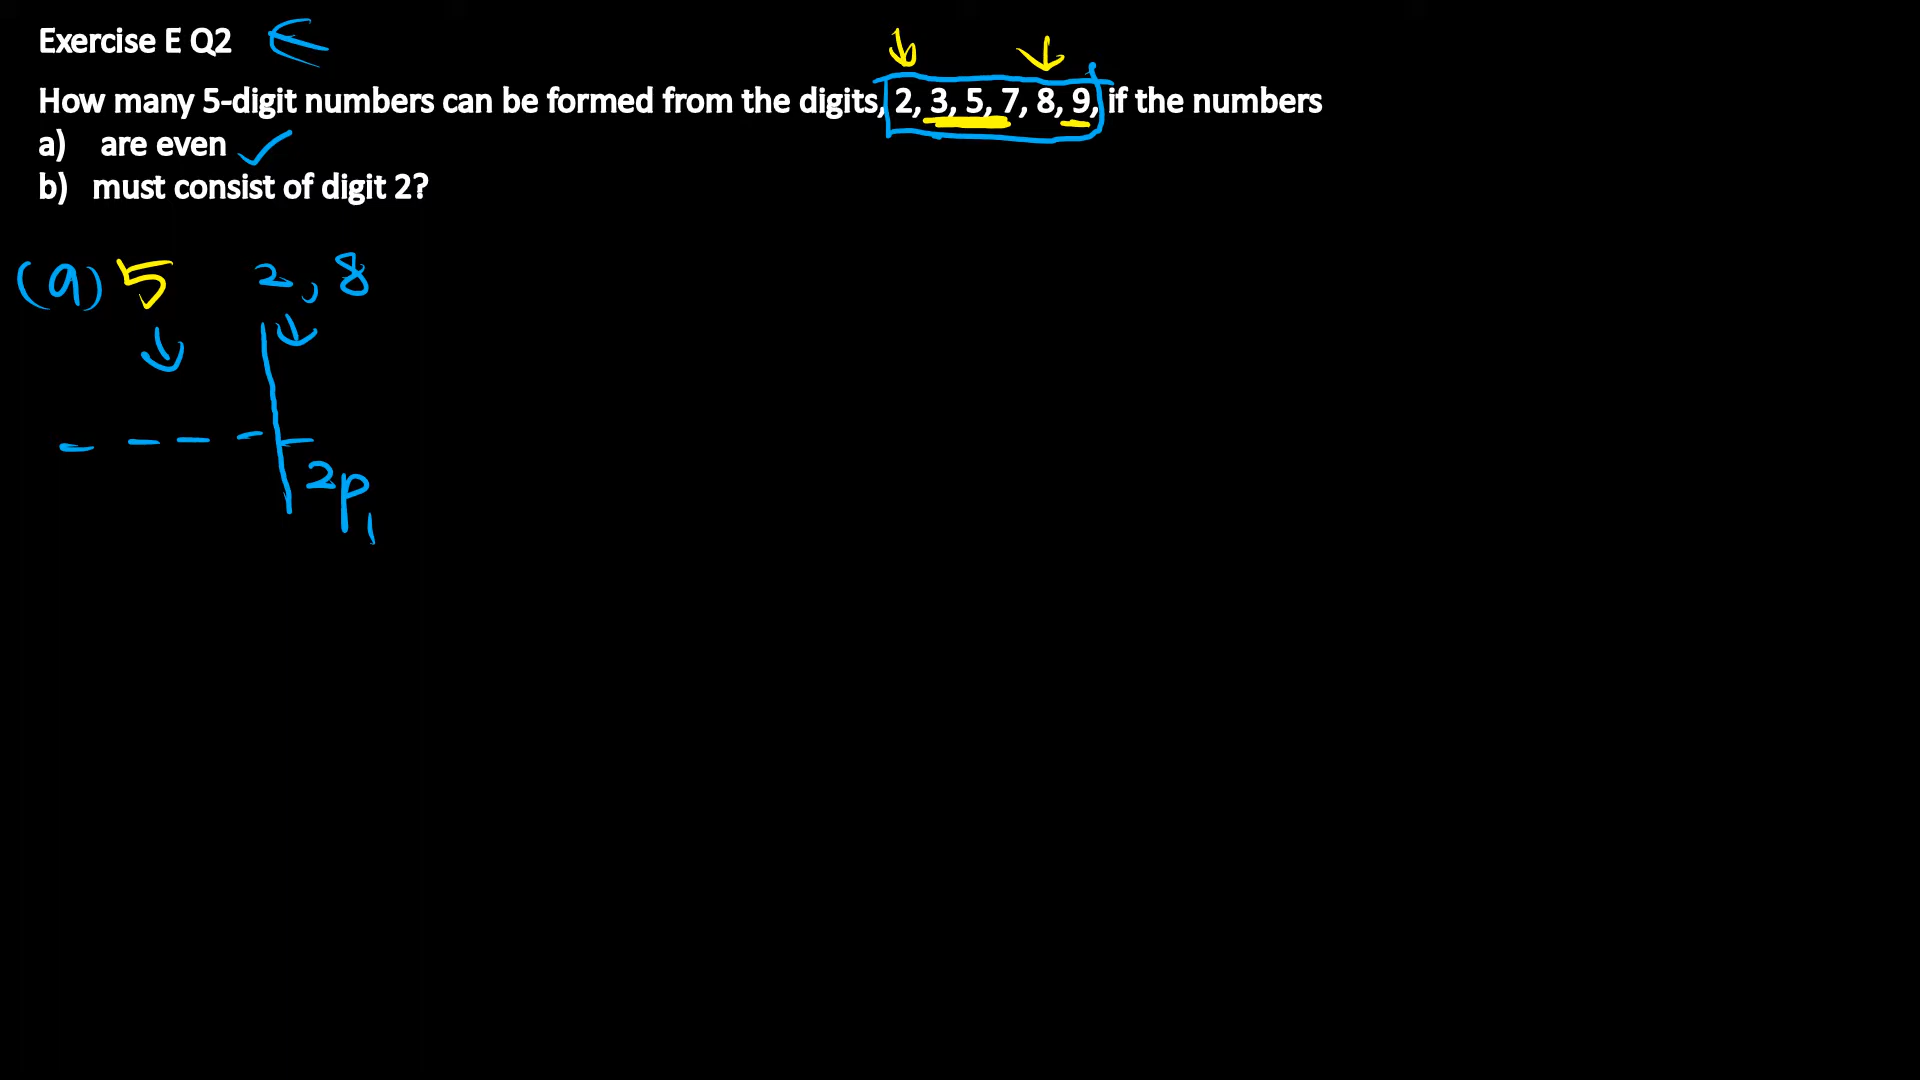 Exercise E Q2
How many 5-digit numbers can be formed from the digits, 2, 3, 5, 7, 8, 9, if the numbers
a) are even
b) must consist of digit 2?
(a) 5 2, 8
2P1